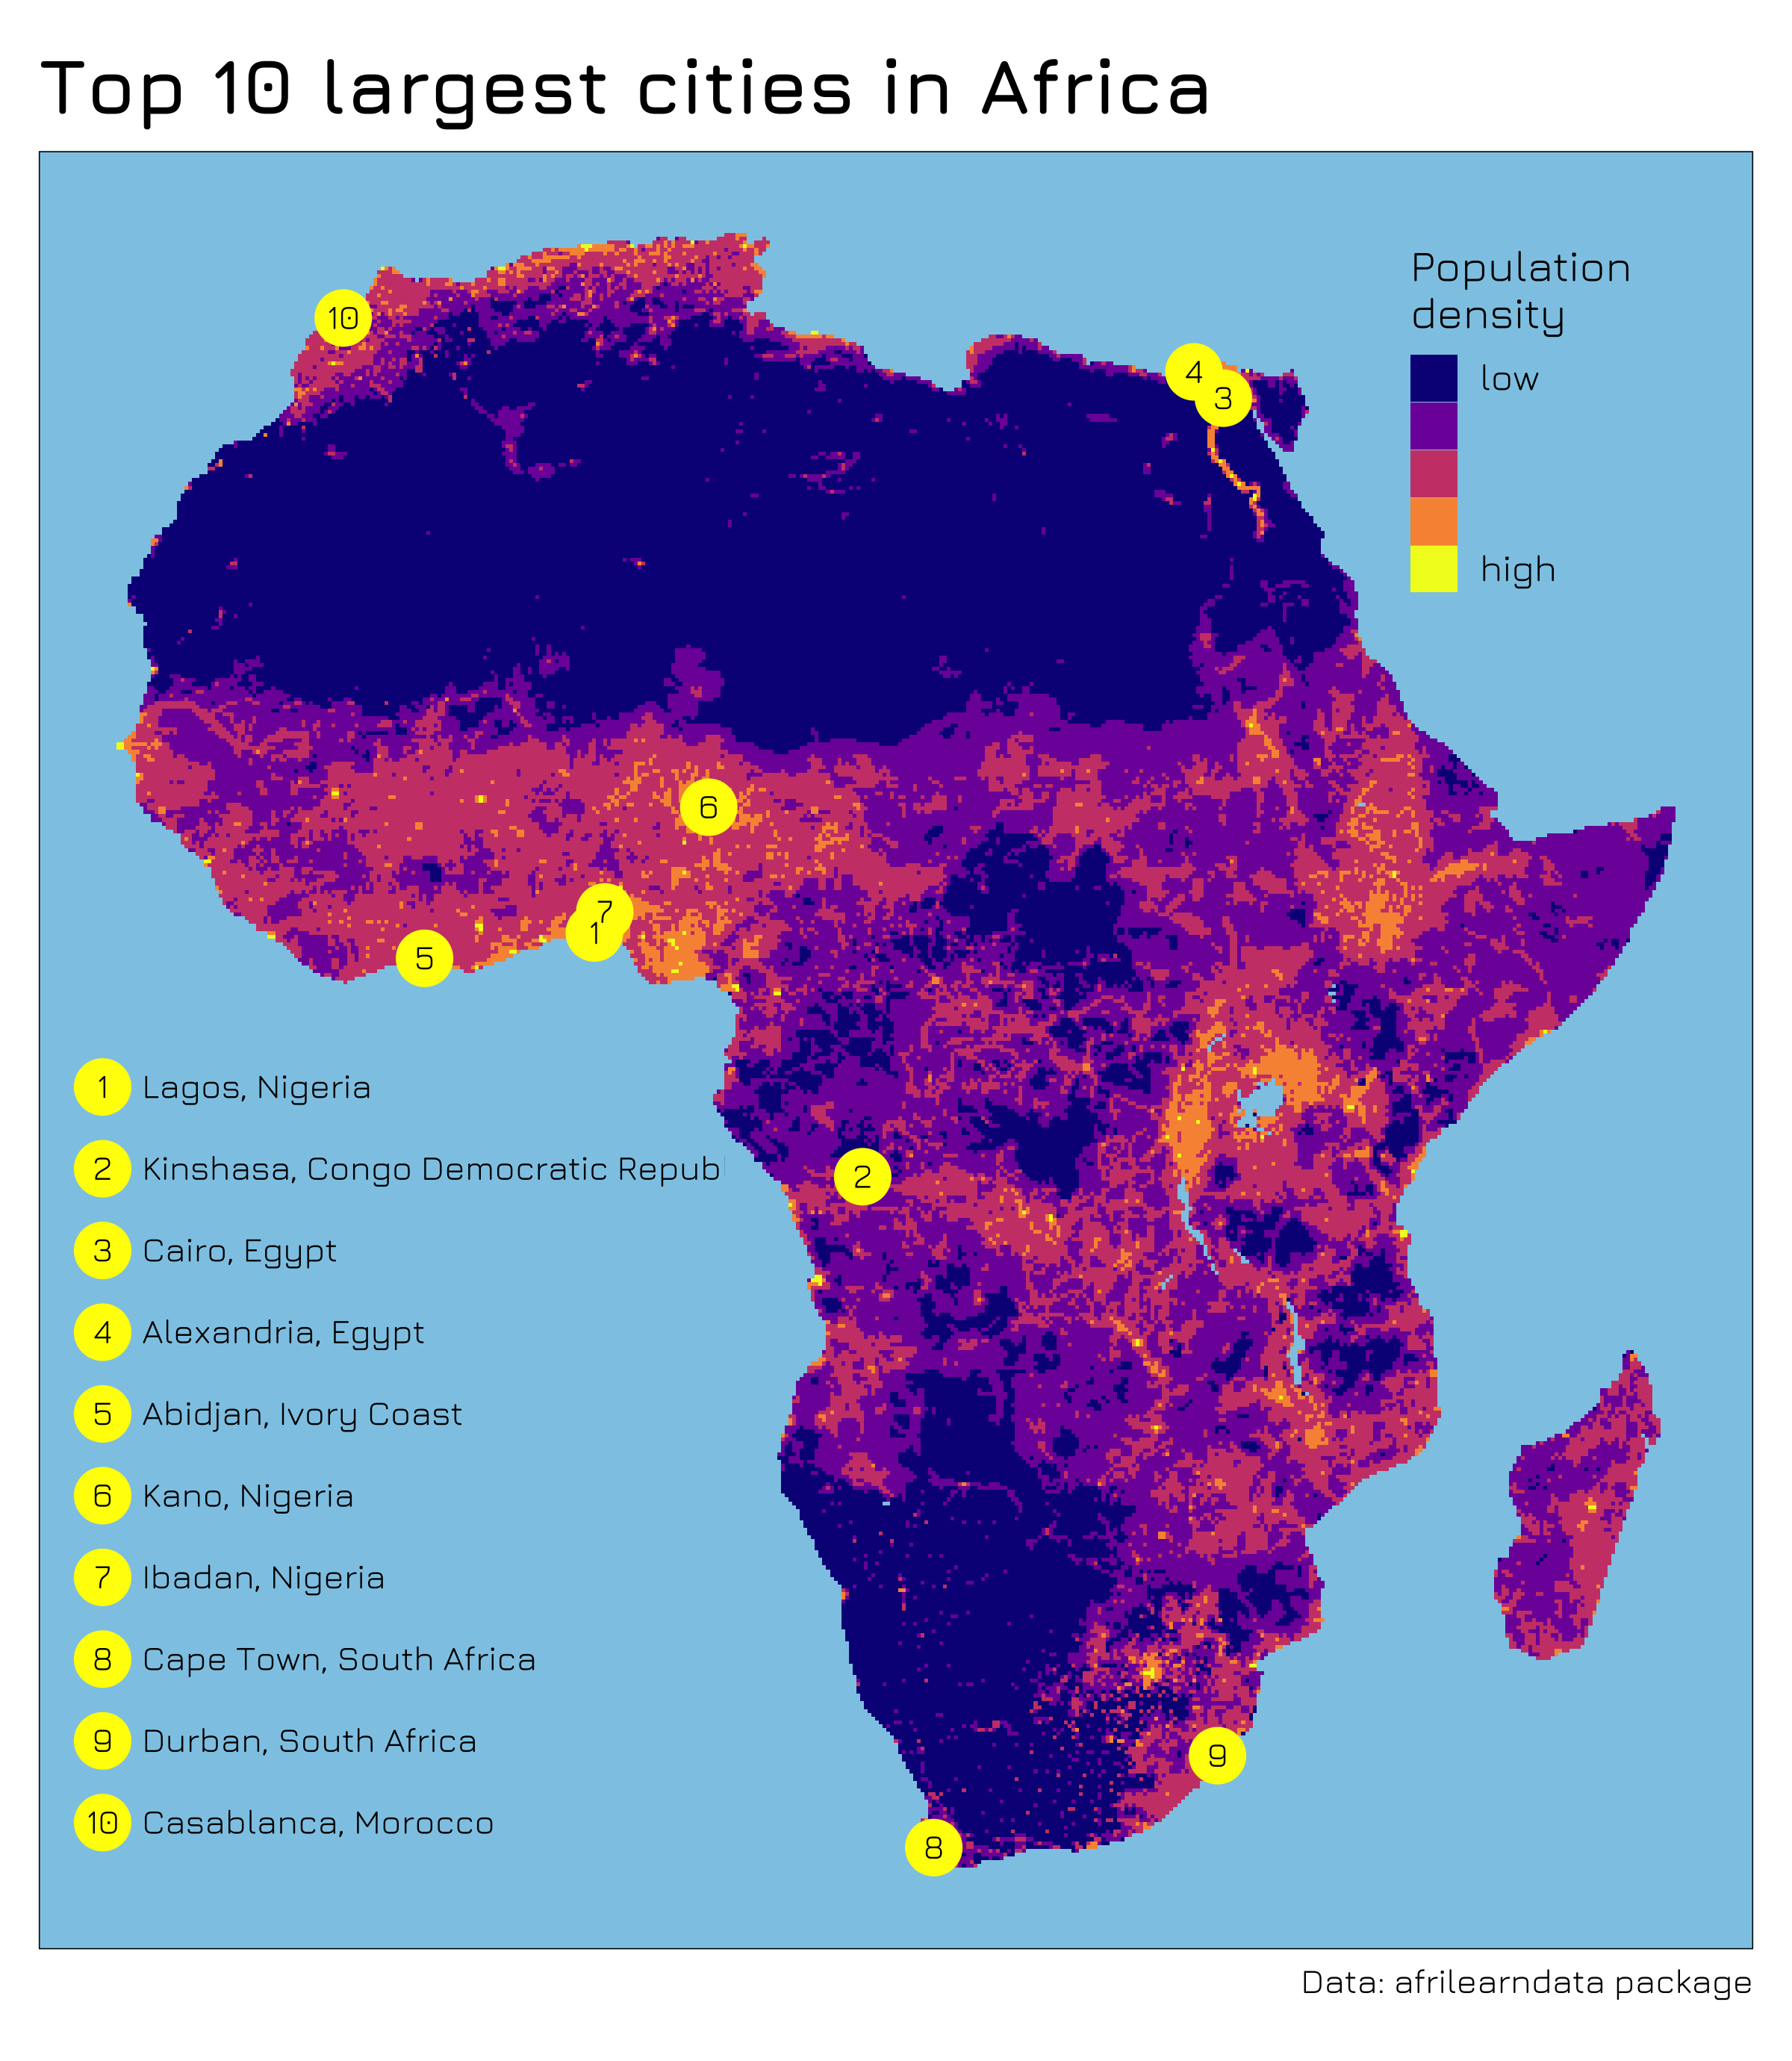 Top 10 largest cities in Africa
Population
density
low
high
10
4
3
6
7
1
5
2
9
8
1 Lagos, Nigeria
2 Kinshasa, Congo Democratic Republ
3 Cairo, Egypt
4 Alexandria, Egypt
5 Abidjan, Ivory Coast
6 Kano, Nigeria
7 Ibadan, Nigeria
8 Cape Town, South Africa
9 Durban, South Africa
10 Casablanca, Morocco
Data: afrilearndata package